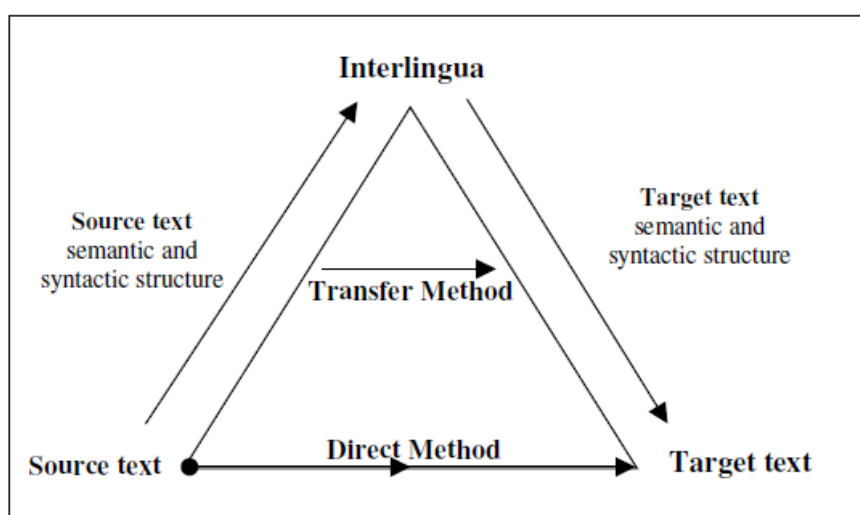 Interlingua
Source text
semantic and
syntactic structure
Target text
semantic and
syntactic structure
Transfer Method
Source text
Direct Method
Target text